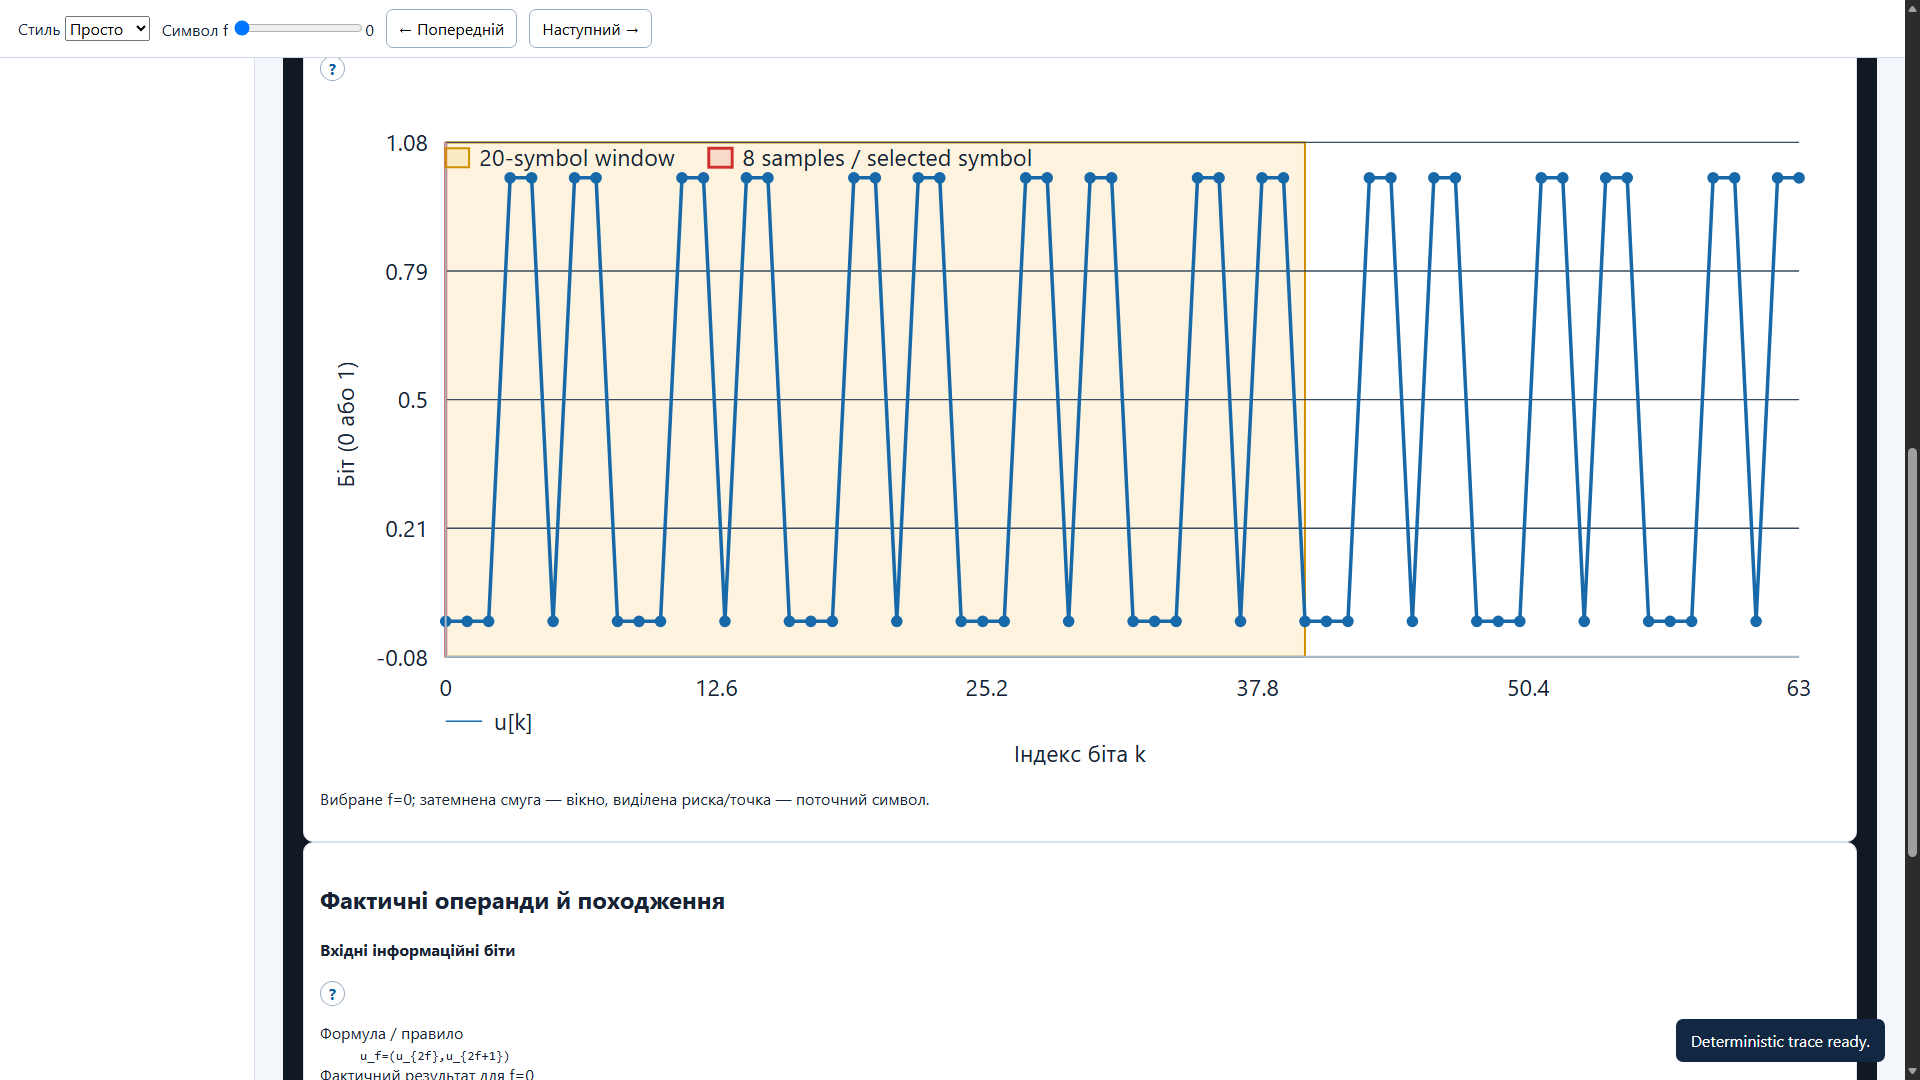 Стиль Просто Символ f 0 ← Попередній Наступний →
?
20-symbol window 8 samples / selected symbol
1.08
0.79
0.5
0.21
-0.08
Біт (0 або 1)
0 12.6 25.2 37.8 50.4 63
u[k]
Індекс біта k
Вибране f=0; затемнена смуга — вікно, виділена риска/точка — поточний символ.
Фактичні операнди й походження
Вхідні інформаційні біти
?
Формула / правило
u_f=(u_{2f},u_{2f+1})
Фактичний результат для f=0
Deterministic trace ready.